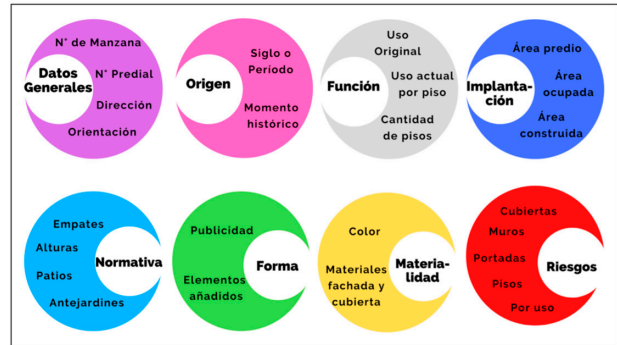 Datos
Generales
N° de Manzana
N° Predial
Dirección
Orientación
Origen
Siglo o
Período
Momento
histórico
Función
Uso
Original
Uso actual
por piso
Cantidad
de pisos
Implanta-
ción
Área predio
Área
ocupada
Área
construida
Empates
Alturas
Patios
Antejardines
Normativa
Publicidad
Elementos
añadidos
Forma
Color
Materiales
fachada y
cubierta
Materia-
lidad
Cubiertas
Muros
Portadas
Pisos
Por uso
Riesgos